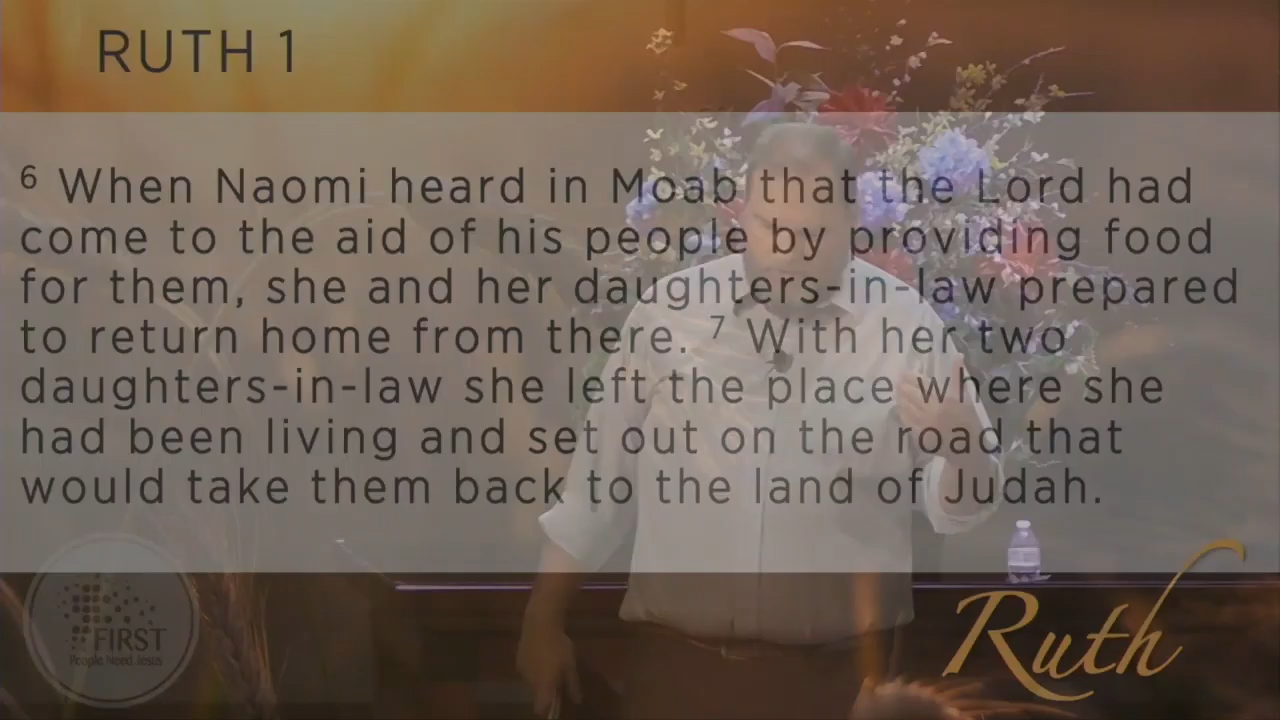 RUTH 1
6 When Naomi heard in Moab that the Lord had
come to the aid of his people by providing food
for them, she and her daughters-in-law prepared
to return home from there. 7 With her two
daughters-in-law she left the place where she
had been living and set out on the road that
would take them back to the land of Judah.
FIRST
People Need Jesus
Ruth